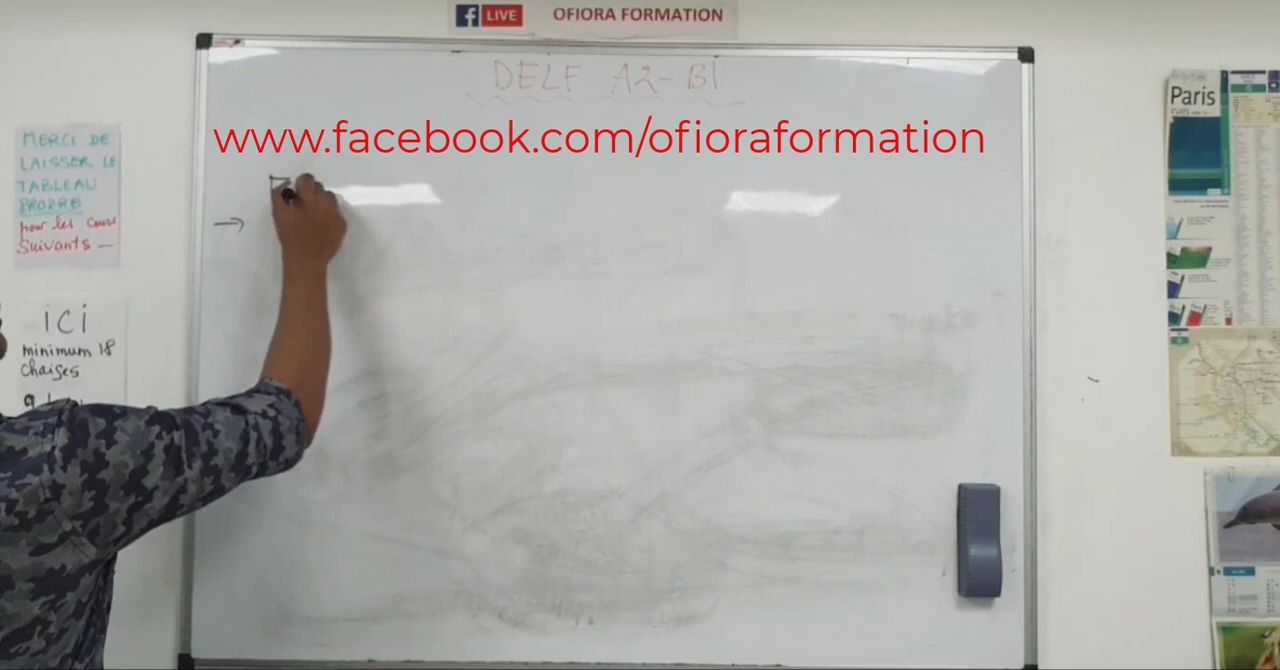 LIVE OFIORA FORMATION
DELF A2-B1
www.facebook.com/ofioraformation
MERCI DE
LAISSER LE
TABLEAU
PROPRE
pour les cours
Suivants —
ici
minimum 18
chaises
Paris
rues